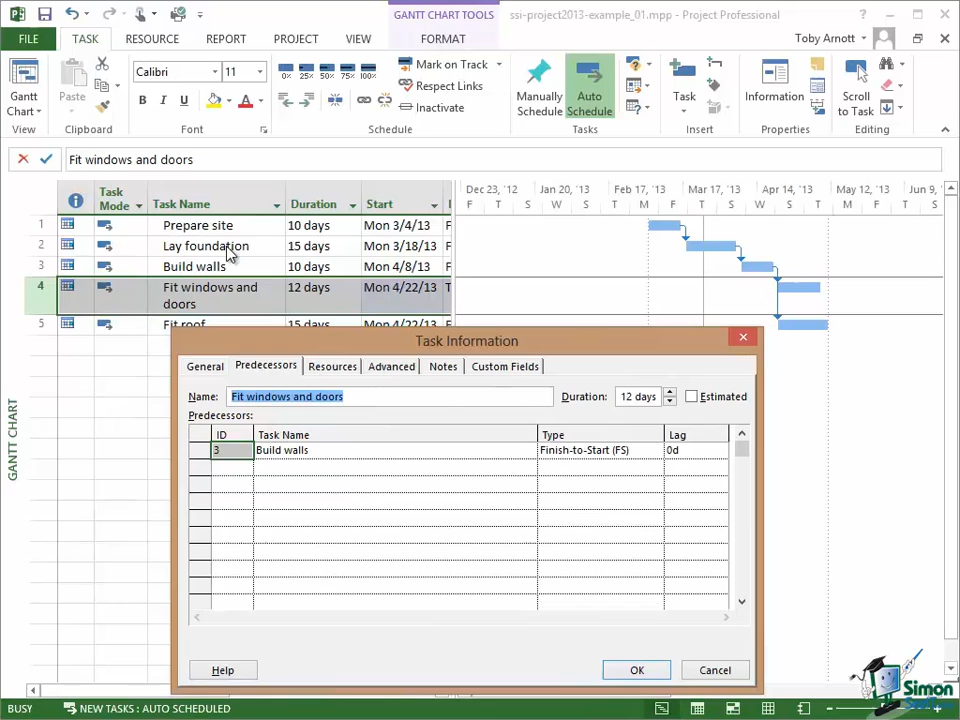 GANTT CHART TOOLS
ssi-project2013-example_01.mpp - Project Professional
FILE TASK RESOURCE REPORT PROJECT VIEW FORMAT
Toby Arnott
Calibri 11
0% 25% 50% 75% 100%
Mark on Track
Respect Links
Inactivate
Gantt Chart
Paste
B I U A
Manually Schedule
Auto Schedule
Task
Information
Scroll to Task
View Clipboard Font Schedule Tasks Insert Properties Editing
Fit windows and doors
Task Mode Task Name Duration Start
Dec 23, '12 Jan 20, '13 Feb 17, '13 Mar 17, '13 Apr 14, '13 May 12, '13 Jun 9, '
F T S W M F T S W M F T S
1 Prepare site 10 days Mon 3/4/13 F
2 Lay foundation 15 days Mon 3/18/13 F
3 Build walls 10 days Mon 4/8/13 F
4 Fit windows and doors 12 days Mon 4/22/13 T
5 Fit roof 15 days Mon 4/22/13 F
GANTT CHART
Task Information
General Predecessors Resources Advanced Notes Custom Fields
Name: Fit windows and doors Duration: 12 days Estimated
Predecessors:
ID Task Name Type Lag
3 Build walls Finish-to-Start (FS) 0d
Help OK Cancel
BUSY NEW TASKS : AUTO SCHEDULED
Simon